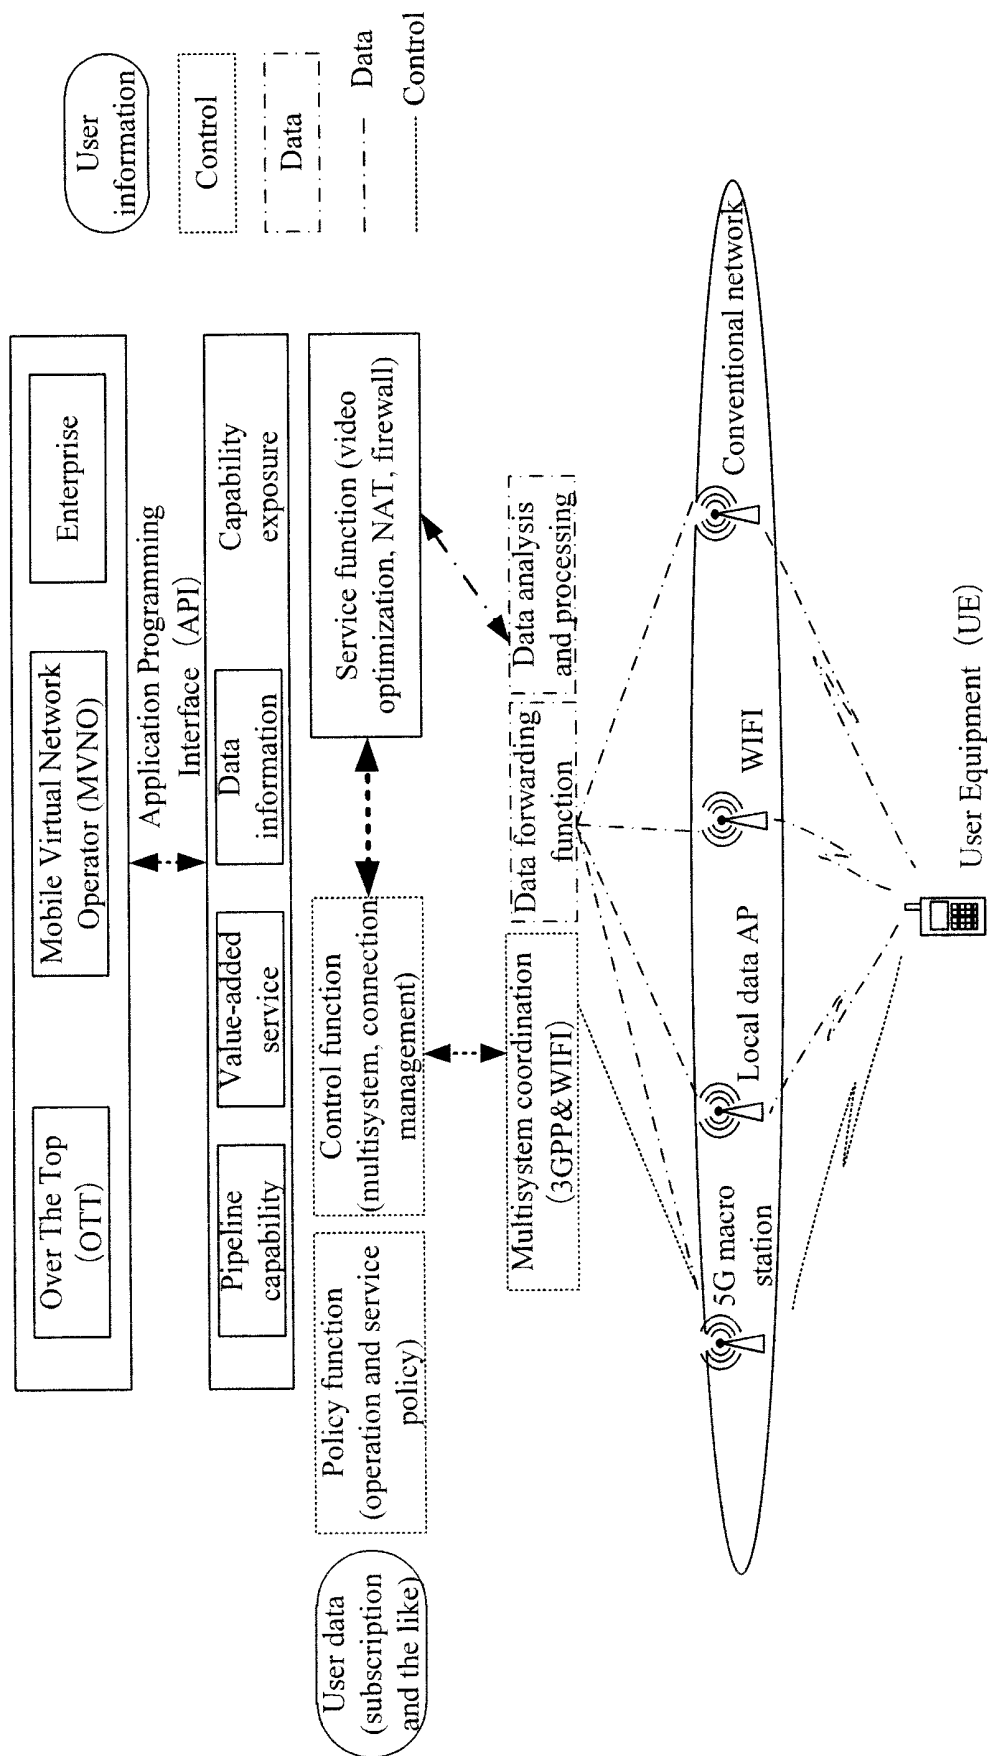 Over The Top
(OTT)
Mobile Virtual Network
Operator (MVNO)
Enterprise
Application Programming
Interface (API)
Pipeline
capability
Value-added
service
Data
information
Capability
exposure
User data
(subscription
and the like)
Policy function
(operation and service
policy)
Control function
(multisystem, connection
management)
Service function (video
optimization, NAT, firewall)
Multisystem coordination
(3GPP&WIFI)
Data forwarding
function
Data analysis
and processing
5G macro
station
Local data AP
WIFI
Conventional network
User Equipment (UE)
User
information
Control
Data
Data
Control